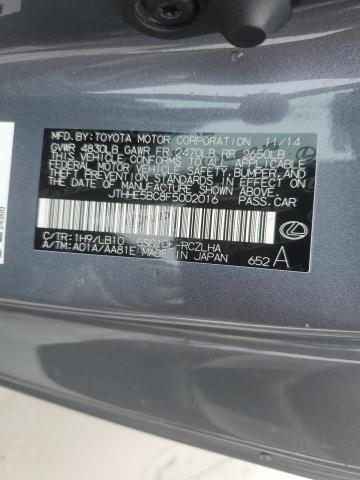 MFD. BY: TOYOTA MOTOR CORPORATION 11/14
GVWR 4830LB GAWR FR 2470LB RR 2650LB
THIS VEHICLE CONFORMS TO ALL APPLICABLE
FEDERAL MOTOR VEHICLE SAFETY, BUMPER, AND
THEFT PREVENTION STANDARDS IN EFFECT ON
THE DATE OF MANUFACTURE SHOWN ABOVE.
JTHHE5BC8F5002016 PASS.CAR
C/TR: 1H9/LB10 -RCZLHA
A/TM: A01A/AA81E MADE IN JAPAN 652 A